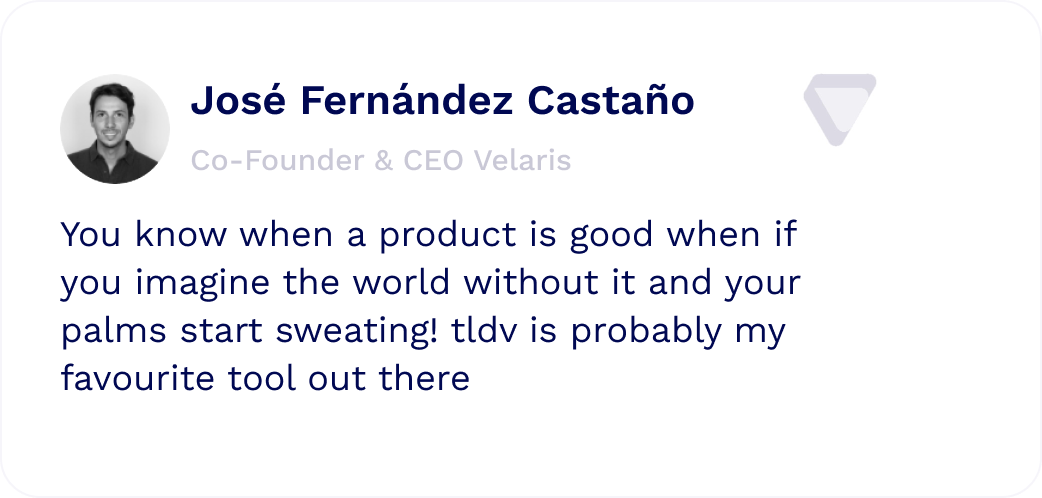 José Fernández Castaño
Co-Founder & CEO Velaris
You know when a product is good when if
you imagine the world without it and your
palms start sweating! tldv is probably my
favourite tool out there